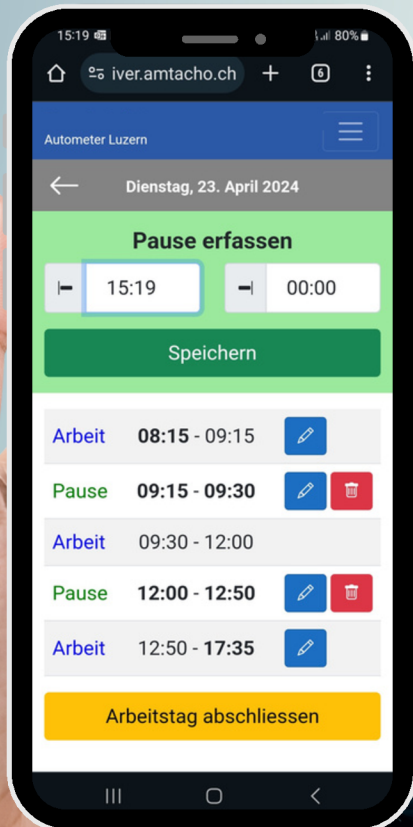 15:19
80%
iver.amtacho.ch
6
Autometer Luzern
Dienstag, 23. April 2024
Pause erfassen
15:19 00:00
Speichern
Arbeit 08:15 - 09:15
Pause 09:15 - 09:30
Arbeit 09:30 - 12:00
Pause 12:00 - 12:50
Arbeit 12:50 - 17:35
Arbeitstag abschliessen